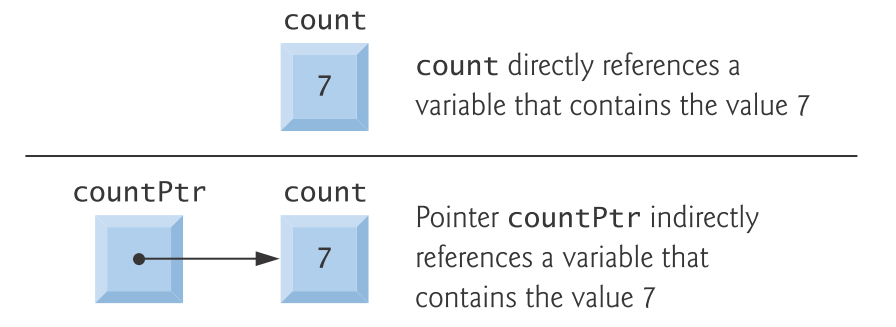 count
7
count directly references a
variable that contains the value 7
countPtr
count
7
Pointer countPtr indirectly
references a variable that
contains the value 7